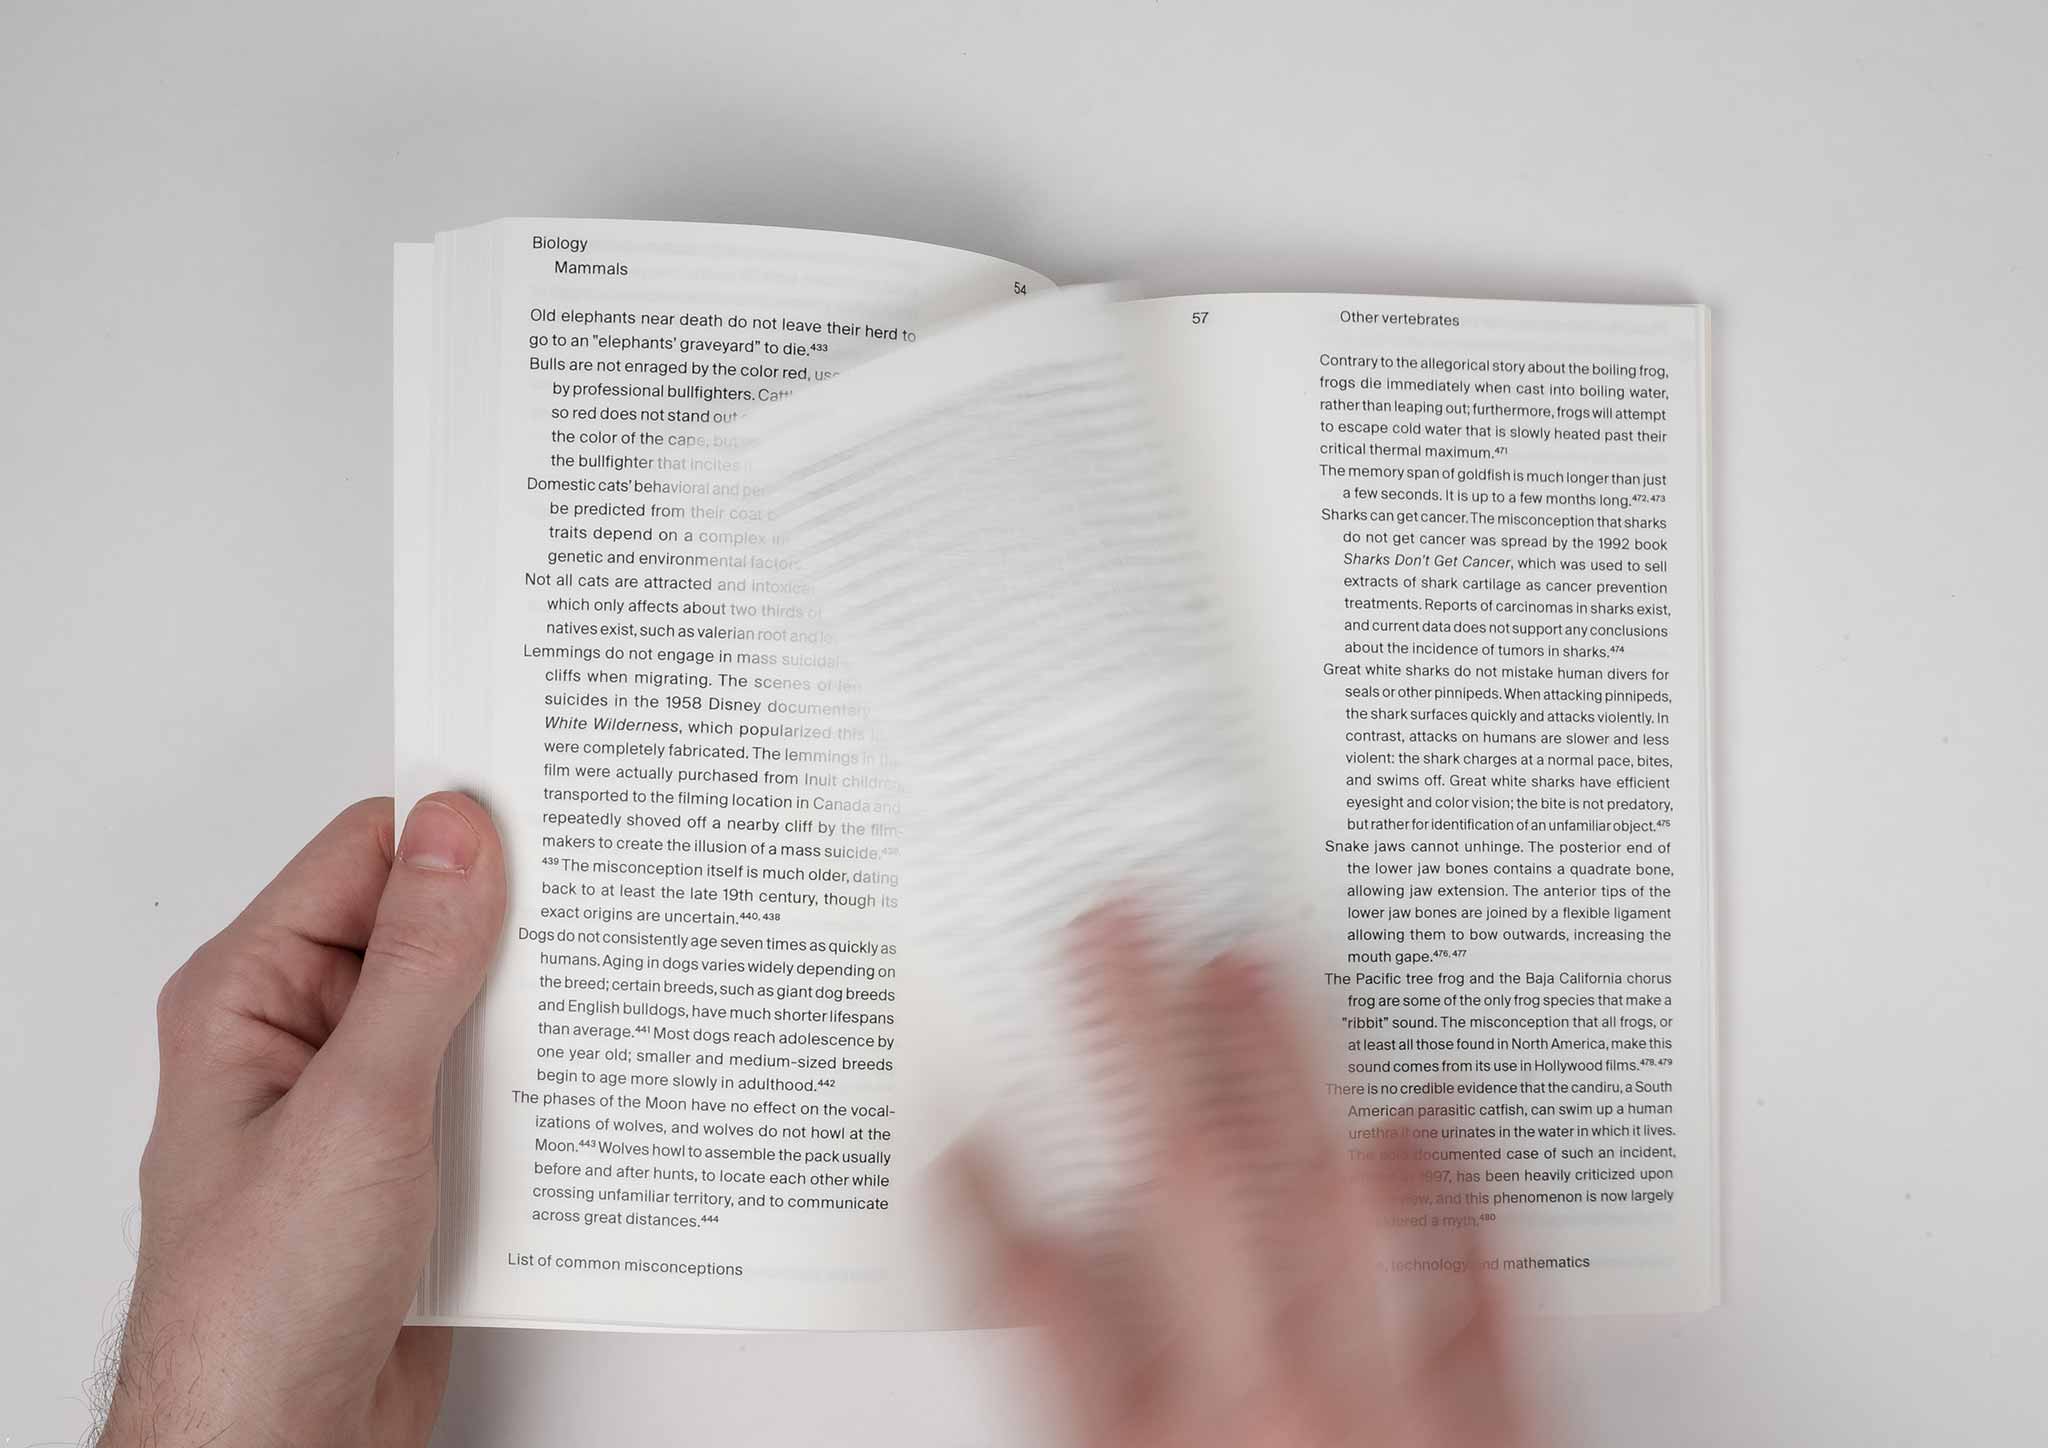 Biology
Mammals
54
Old elephants near death do not leave their herd to
go to an "elephants' graveyard" to die.⁴³³
Bulls are not enraged by the color red,
by professional bullfighters.
so red does not stand out
the color of the cape, but
the bullfighter that incites
Domestic cats' behavioral and
be predicted from their coat
traits depend on a complex
genetic and environmental factors.
Not all cats are attracted and
which only affects about two thirds of
natives exist, such as valerian root and
Lemmings do not engage in mass suicidal
cliffs when migrating. The scenes of
suicides in the 1958 Disney documentary
White Wilderness, which popularized this
were completely fabricated. The lemmings in the
film were actually purchased from Inuit children,
transported to the filming location in Canada and
repeatedly shoved off a nearby cliff by the film-
makers to create the illusion of a mass suicide.⁴³⁸,
⁴³⁹ The misconception itself is much older, dating
back to at least the late 19th century, though its
exact origins are uncertain.⁴⁴⁰,⁴³⁸
Dogs do not consistently age seven times as quickly as
humans. Aging in dogs varies widely depending on
the breed; certain breeds, such as giant dog breeds
and English bulldogs, have much shorter lifespans
than average.⁴⁴¹ Most dogs reach adolescence by
one year old; smaller and medium-sized breeds
begin to age more slowly in adulthood.⁴⁴²
The phases of the Moon have no effect on the vocal-
izations of wolves, and wolves do not howl at the
Moon.⁴⁴³ Wolves howl to assemble the pack usually
before and after hunts, to locate each other while
crossing unfamiliar territory, and to communicate
across great distances.⁴⁴⁴
List of common misconceptions
57
Other vertebrates
Contrary to the allegorical story about the boiling frog,
frogs die immediately when cast into boiling water,
rather than leaping out; furthermore, frogs will attempt
to escape cold water that is slowly heated past their
critical thermal maximum.⁴⁷¹
The memory span of goldfish is much longer than just
a few seconds. It is up to a few months long.⁴⁷²,⁴⁷³
Sharks can get cancer. The misconception that sharks
do not get cancer was spread by the 1992 book
Sharks Don't Get Cancer, which was used to sell
extracts of shark cartilage as cancer prevention
treatments. Reports of carcinomas in sharks exist,
and current data does not support any conclusions
about the incidence of tumors in sharks.⁴⁷⁴
Great white sharks do not mistake human divers for
seals or other pinnipeds. When attacking pinnipeds,
the shark surfaces quickly and attacks violently. In
contrast, attacks on humans are slower and less
violent: the shark charges at a normal pace, bites,
and swims off. Great white sharks have efficient
eyesight and color vision; the bite is not predatory,
but rather for identification of an unfamiliar object.⁴⁷⁵
Snake jaws cannot unhinge. The posterior end of
the lower jaw bones contains a quadrate bone,
allowing jaw extension. The anterior tips of the
lower jaw bones are joined by a flexible ligament
allowing them to bow outwards, increasing the
mouth gape.⁴⁷⁶,⁴⁷⁷
The Pacific tree frog and the Baja California chorus
frog are some of the only frog species that make a
"ribbit" sound. The misconception that all frogs, or
at least all those found in North America, make this
sound comes from its use in Hollywood films.⁴⁷⁸,⁴⁷⁹
There is no credible evidence that the candiru, a South
American parasitic catfish, can swim up a human
urethra if one urinates in the water in which it lives.
The sole documented case of such an incident,
in 1997, has been heavily criticized upon
and this phenomenon is now largely
a myth.⁴⁸⁰
technology and mathematics